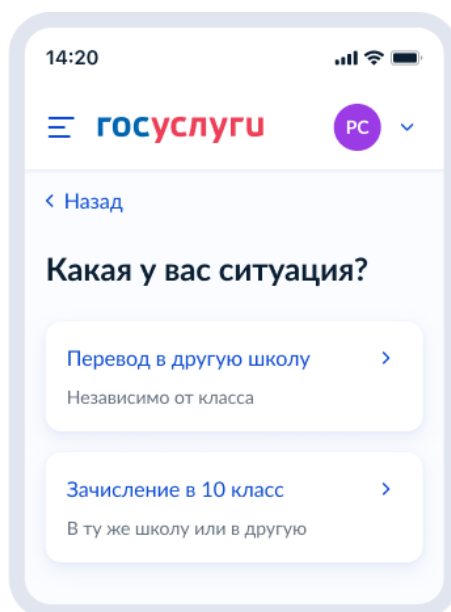 14:20
госуслуги
РС
Назад
Какая у вас ситуация?
Перевод в другую школу
Независимо от класса
Зачисление в 10 класс
В ту же школу или в другую